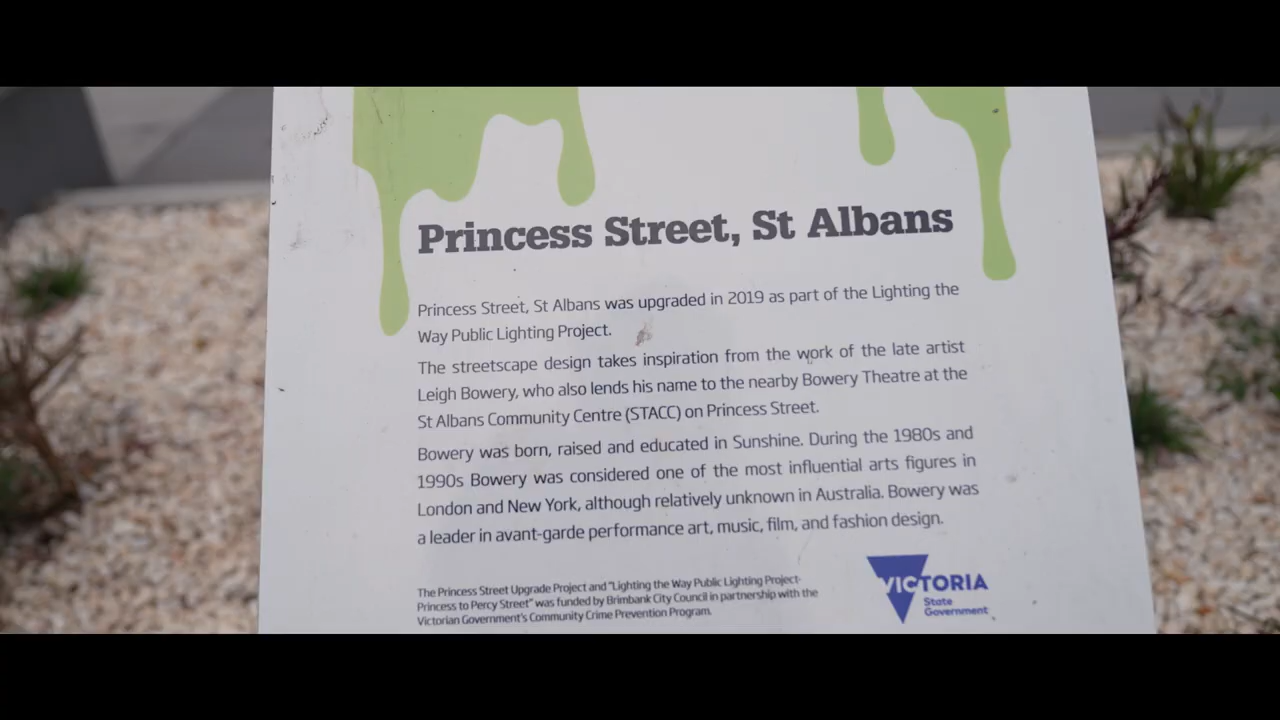 Princess Street, St Albans
Princess Street, St Albans was upgraded in 2019 as part of the Lighting the
Way Public Lighting Project.
The streetscape design takes inspiration from the work of the late artist
Leigh Bowery, who also lends his name to the nearby Bowery Theatre at the
St Albans Community Centre (STACC) on Princess Street.
Bowery was born, raised and educated in Sunshine. During the 1980s and
1990s Bowery was considered one of the most influential arts figures in
London and New York, although relatively unknown in Australia. Bowery was
a leader in avant-garde performance art, music, film, and fashion design.
The Princess Street Upgrade Project and "Lighting the Way Public Lighting Project-
Princess to Percy Street" was funded by Brimbank City Council in partnership with the
Victorian Government's Community Crime Prevention Program.
VICTORIA
State
Government